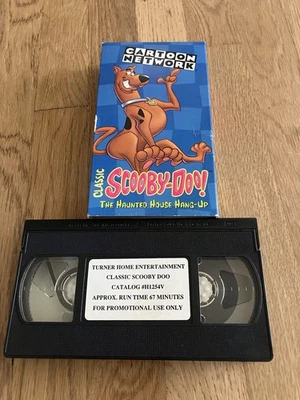 CARTOON
NETWORK
CLASSIC
SCOOBY-DOO!
THE HAUNTED HOUSE HANG-UP
TURNER HOME ENTERTAINMENT
CLASSIC SCOOBY DOO
CATALOG #H1254V
APPROX. RUN TIME 67 MINUTES
FOR PROMOTIONAL USE ONLY